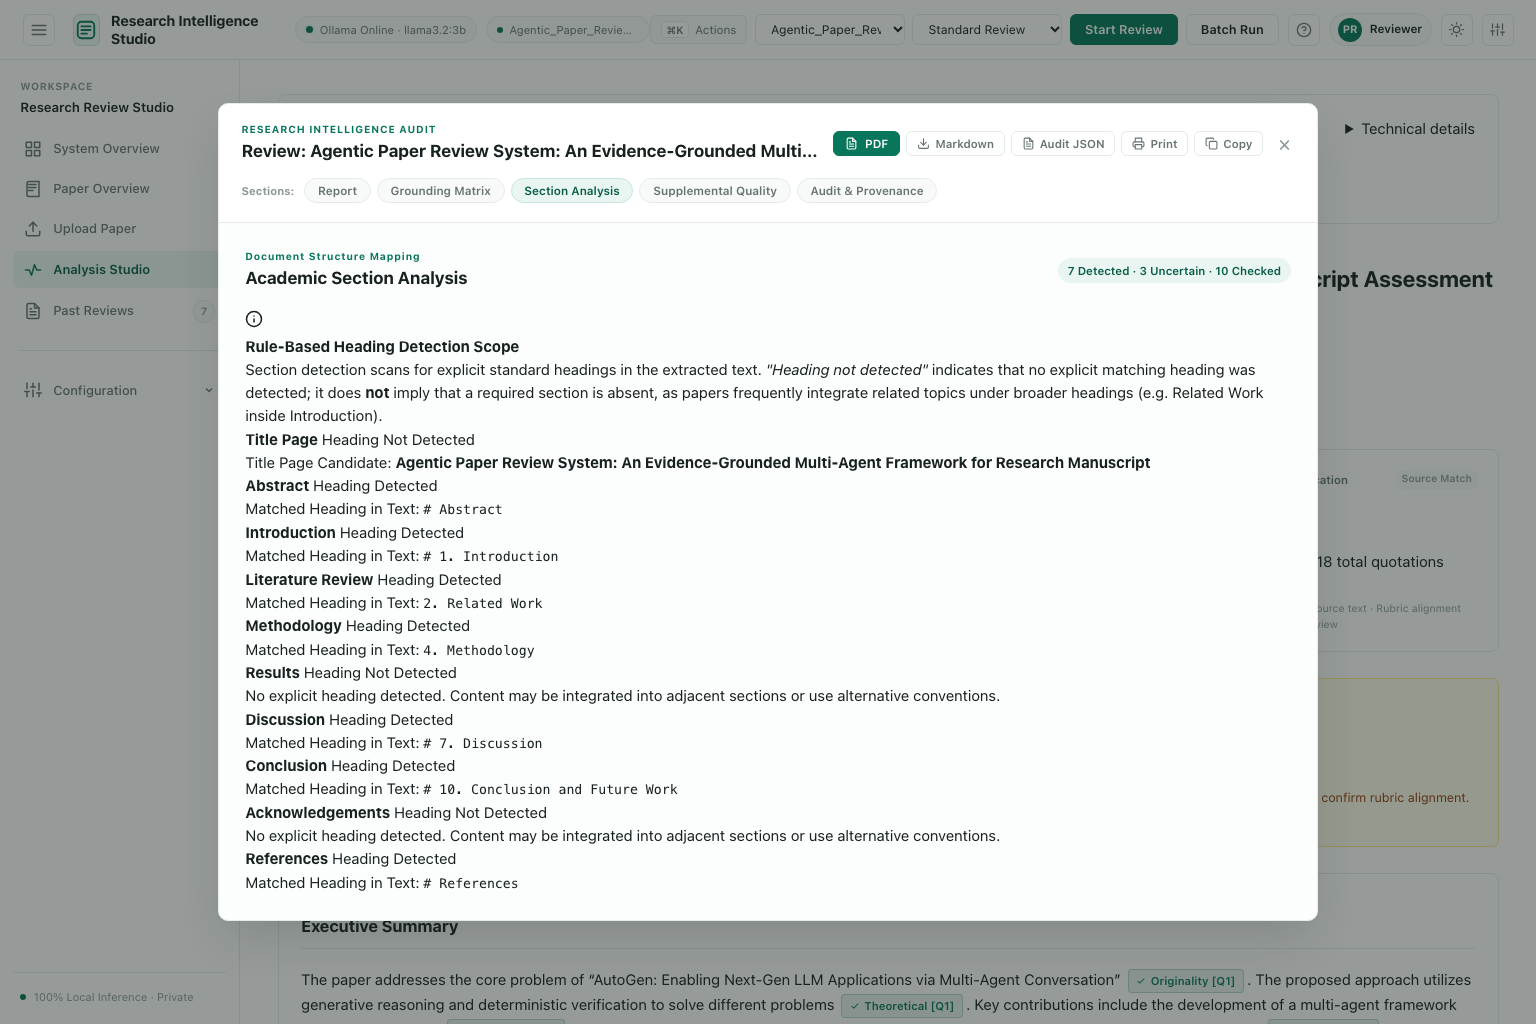 Research Intelligence
Studio
Ollama Online · llama3.2:3b
Agentic_Paper_Revie...
⌘K Actions
Agentic_Paper_Rev
Standard Review
Start Review
Batch Run
PR Reviewer
WORKSPACE
Research Review Studio
System Overview
Paper Overview
Upload Paper
Analysis Studio
Past Reviews 7
Configuration
100% Local Inference · Private
Technical details
RESEARCH INTELLIGENCE AUDIT
Review: Agentic Paper Review System: An Evidence-Grounded Multi...
PDF
Markdown
Audit JSON
Print
Copy
Sections: Report Grounding Matrix Section Analysis Supplemental Quality Audit & Provenance
Document Structure Mapping
Academic Section Analysis
7 Detected · 3 Uncertain · 10 Checked
Rule-Based Heading Detection Scope
Section detection scans for explicit standard headings in the extracted text. "Heading not detected" indicates that no explicit matching heading was
detected; it does not imply that a required section is absent, as papers frequently integrate related topics under broader headings (e.g. Related Work
inside Introduction).
Title Page Heading Not Detected
Title Page Candidate: Agentic Paper Review System: An Evidence-Grounded Multi-Agent Framework for Research Manuscript
Abstract Heading Detected
Matched Heading in Text: # Abstract
Introduction Heading Detected
Matched Heading in Text: # 1. Introduction
Literature Review Heading Detected
Matched Heading in Text: 2. Related Work
Methodology Heading Detected
Matched Heading in Text: 4. Methodology
Results Heading Not Detected
No explicit heading detected. Content may be integrated into adjacent sections or use alternative conventions.
Discussion Heading Detected
Matched Heading in Text: # 7. Discussion
Conclusion Heading Detected
Matched Heading in Text: # 10. Conclusion and Future Work
Acknowledgements Heading Not Detected
No explicit heading detected. Content may be integrated into adjacent sections or use alternative conventions.
References Heading Detected
Matched Heading in Text: # References
cript Assessment
cation
Source Match
18 total quotations
ource text · Rubric alignment
view
confirm rubric alignment.
Executive Summary
The paper addresses the core problem of “AutoGen: Enabling Next-Gen LLM Applications via Multi-Agent Conversation” ✓ Originality [Q1] . The proposed approach utilizes
generative reasoning and deterministic verification to solve different problems ✓ Theoretical [Q1] . Key contributions include the development of a multi-agent framework